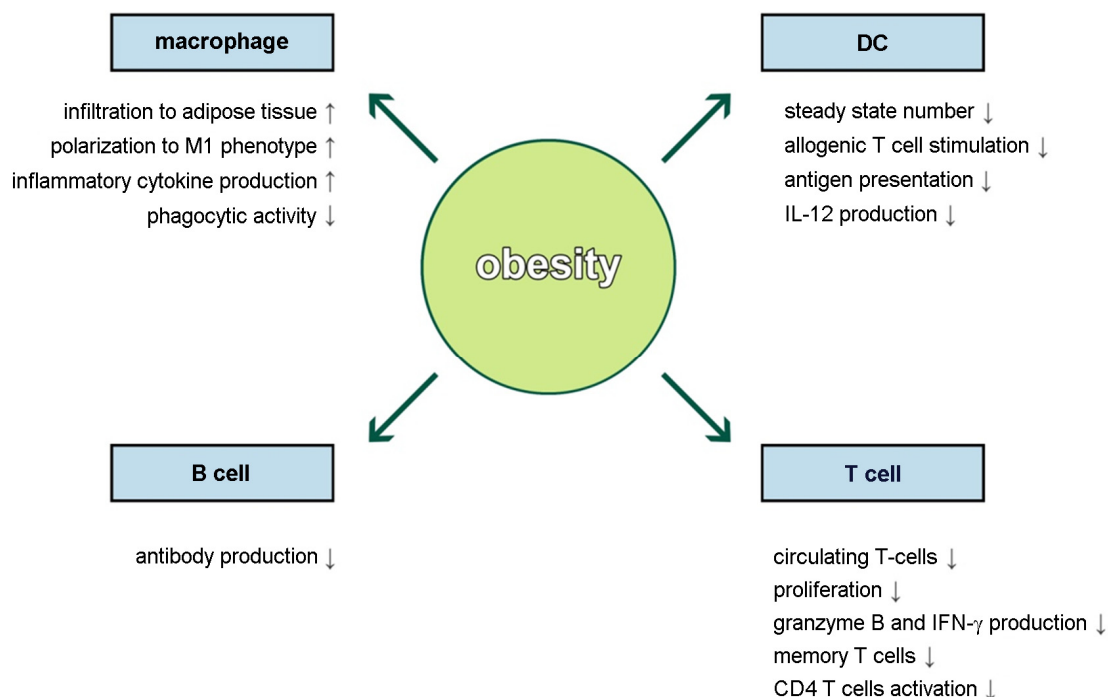 macrophage
infiltration to adipose tissue ↑
polarization to M1 phenotype ↑
inflammatory cytokine production ↑
phagocytic activity ↓
DC
steady state number ↓
allogenic T cell stimulation ↓
antigen presentation ↓
IL-12 production ↓
obesity
B cell
antibody production ↓
T cell
circulating T-cells ↓
proliferation ↓
granzyme B and IFN-γ production ↓
memory T cells ↓
CD4 T cells activation ↓